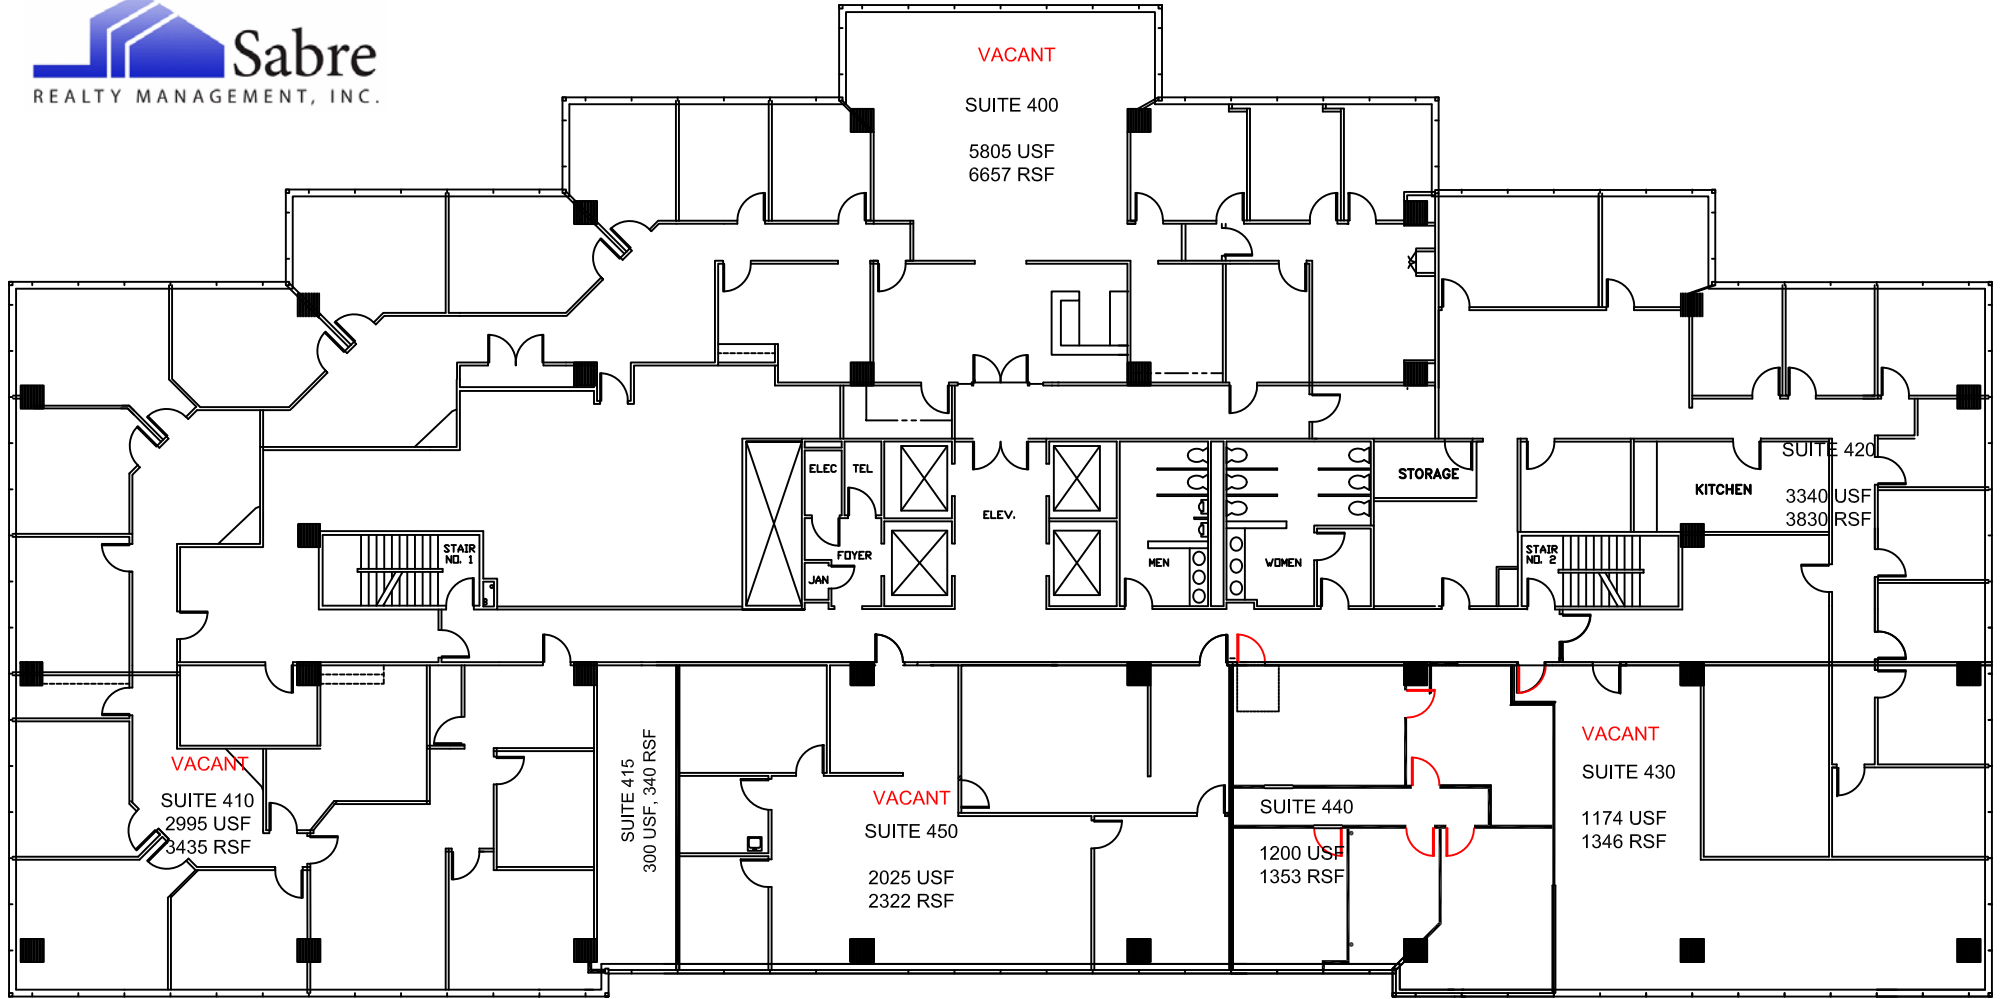 Sabre
REALTY MANAGEMENT, INC.
VACANT
SUITE 400
5805 USF
6657 RSF
SUITE 420
3340 USF
3830 RSF
ELEC
TEL
ELEV.
STORAGE
KITCHEN
STAIR
NO. 1
FOYER
JAN
MEN
WOMEN
STAIR
NO. 2
VACANT
SUITE 410
2995 USF
3435 RSF
SUITE 415
300 USF, 340 RSF
VACANT
SUITE 450
2025 USF
2322 RSF
SUITE 440
1200 USF
1353 RSF
VACANT
SUITE 430
1174 USF
1346 RSF